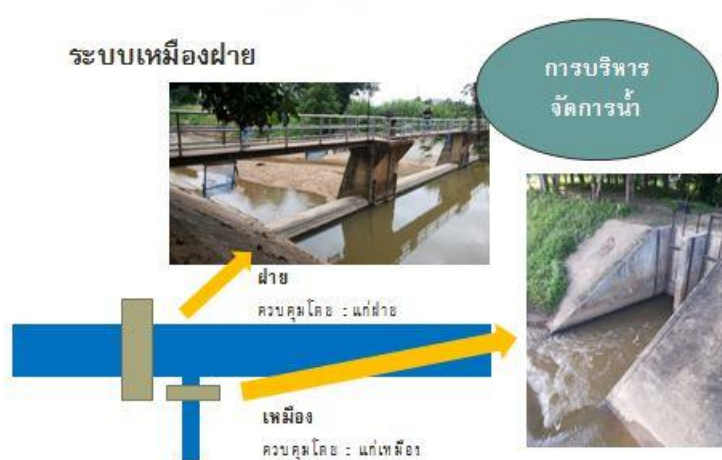 ระบบเหมืองฝาย
การบริหาร
จัดการน้ำ
ฝาย
ควบคุมโดย : แก่ฝาย
เหมือง
ควบคุมโดย : แก่เหมือง